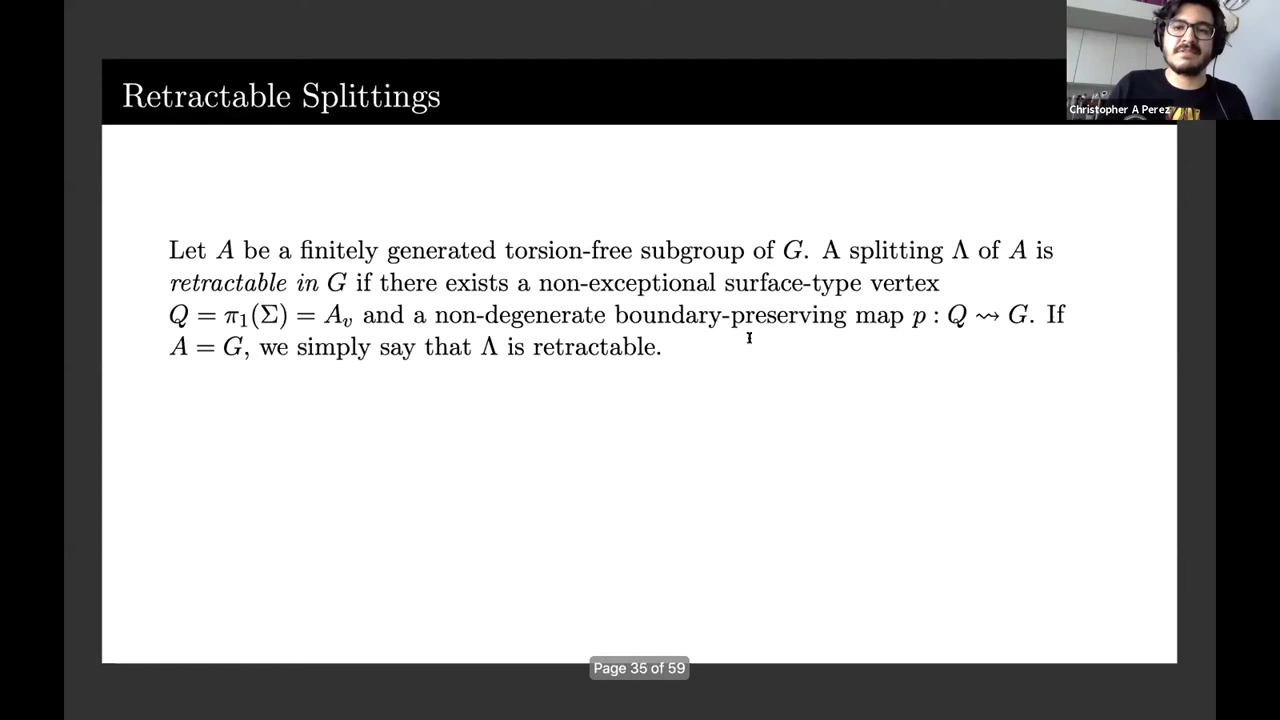 Retractable Splittings
Christopher A Perez
Let A be a finitely generated torsion-free subgroup of G. A splitting Λ of A is
retractable in G if there exists a non-exceptional surface-type vertex
Q = π₁(Σ) = Aᵥ and a non-degenerate boundary-preserving map p : Q ⇝ G. If
A = G, we simply say that Λ is retractable.
Page 35 of 59